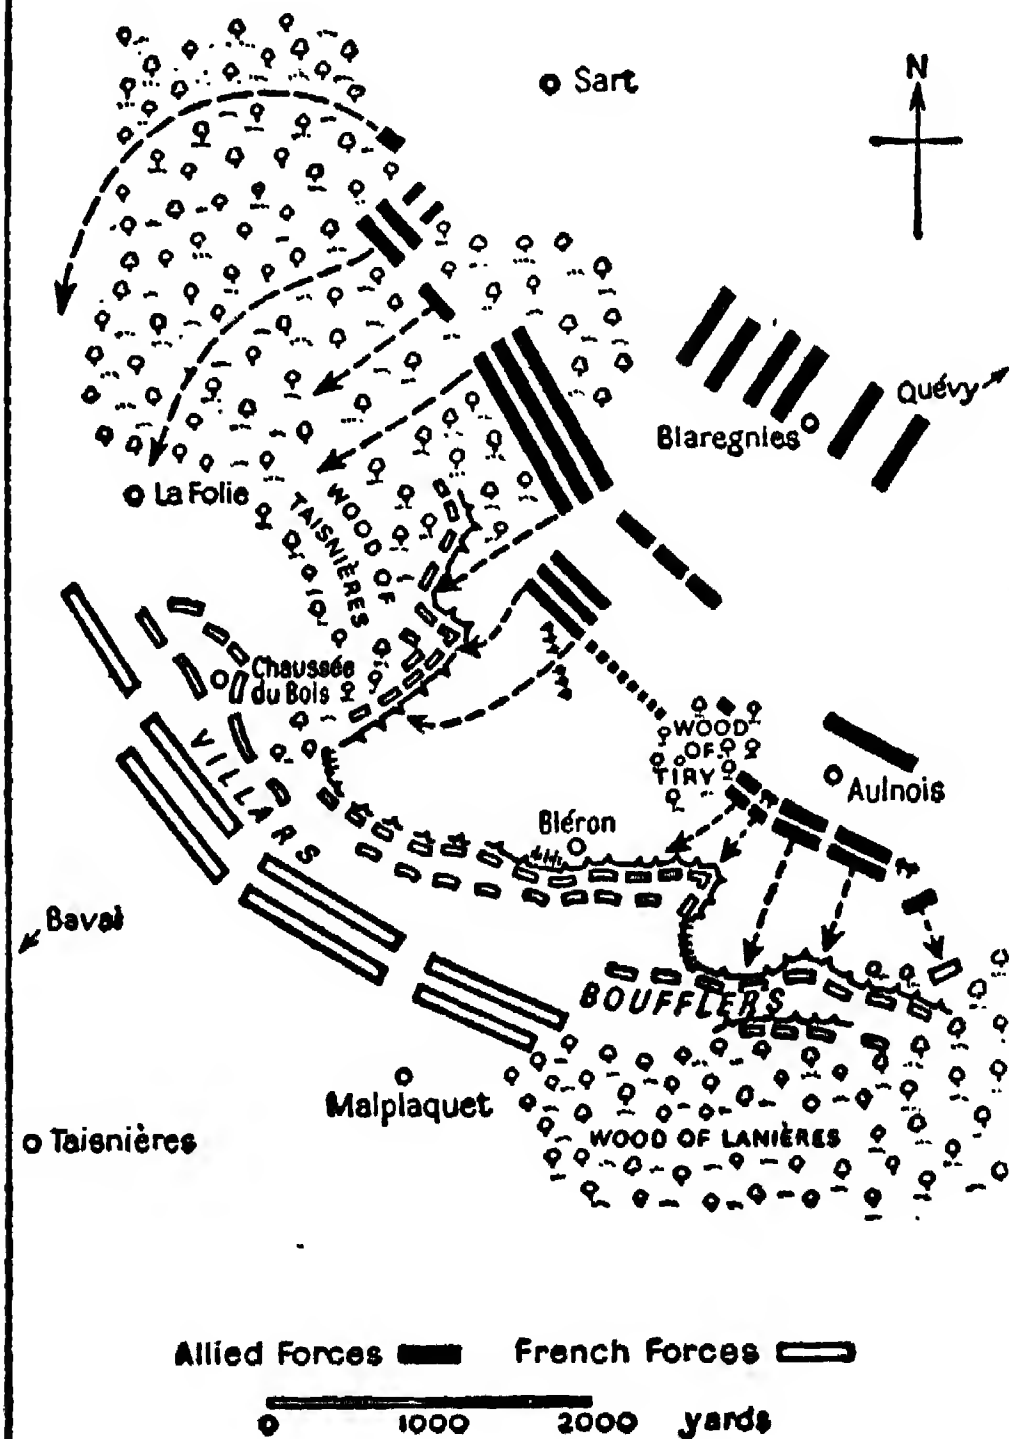 Sart
N
Quévy
Blaregnies
La Folie
WOOD OF
TAISNIÈRES
Chaussée
du Bois
WOOD
OF
TIRY
Aulnois
VILLARS
Bléron
Bavai
BOUFFLERS
Malplaquet
Taisnières
WOOD OF LANIÈRES
Allied Forces French Forces
0 1000 2000 yards